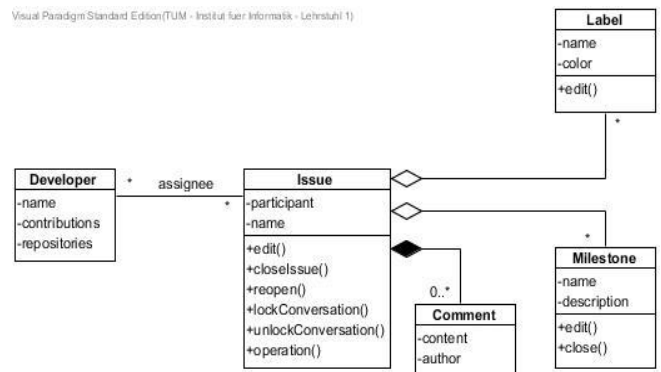 Visual Paradigm Standard Edition(TUM - Institut fuer Informatik - Lehrstuhl 1)
Label
-name
-color
+edit()
*
Developer
-name
-contributions
-repositories
*
assignee
*
Issue
-participant
-name
+edit()
+closeIssue()
+reopen()
+lockConversation()
+unlockConversation()
+operation()
*
Milestone
-name
-description
+edit()
+close()
0..*
Comment
-content
-author